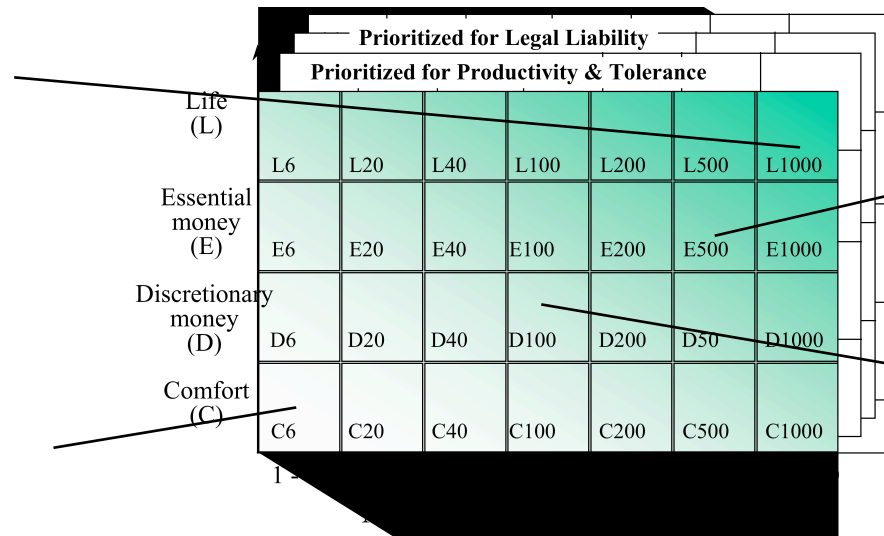 Prioritized for Legal Liability
Prioritized for Productivity & Tolerance
Life
(L)
L6 L20 L40 L100 L200 L500 L1000
Essential
money
(E)
E6 E20 E40 E100 E200 E500 E1000
Discretionary
money
(D)
D6 D20 D40 D100 D200 D50 D1000
Comfort
(C)
C6 C20 C40 C100 C200 C500 C1000
1 -